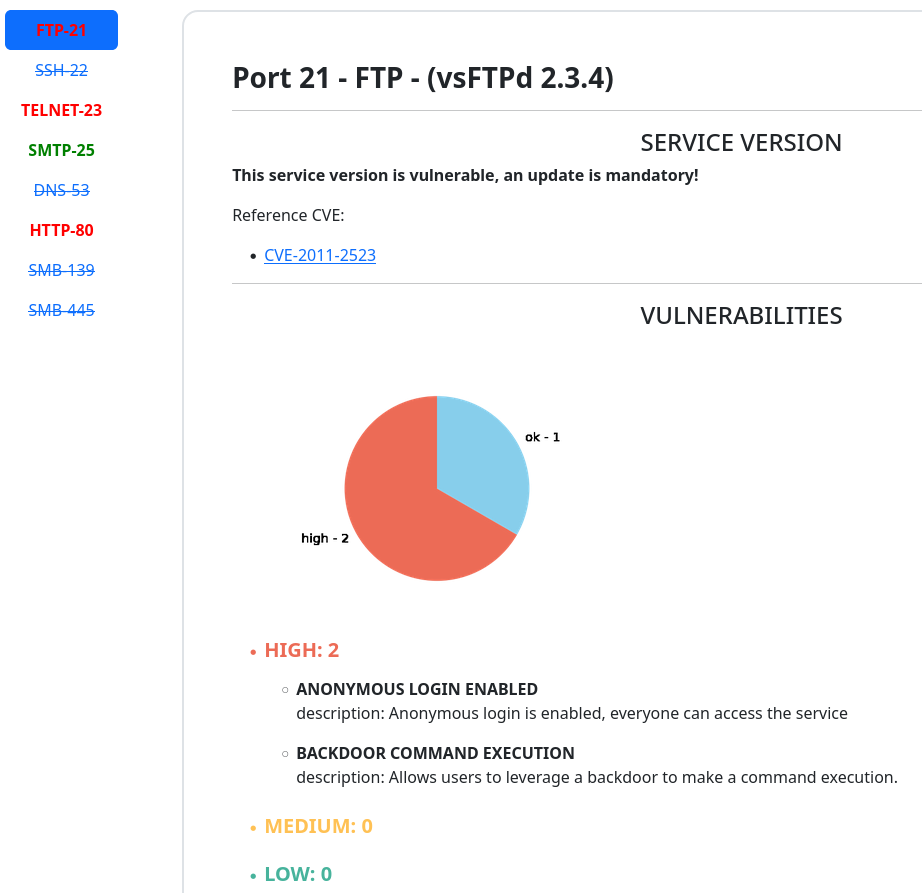 FTP-21
SSH-22
TELNET-23
SMTP-25
DNS-53
HTTP-80
SMB-139
SMB-445
Port 21 - FTP - (vsFTPd 2.3.4)
SERVICE VERSION
This service version is vulnerable, an update is mandatory!
Reference CVE:
• CVE-2011-2523
VULNERABILITIES
ok - 1
high - 2
• HIGH: 2
○ ANONYMOUS LOGIN ENABLED
description: Anonymous login is enabled, everyone can access the service
○ BACKDOOR COMMAND EXECUTION
description: Allows users to leverage a backdoor to make a command execution.
• MEDIUM: 0
• LOW: 0